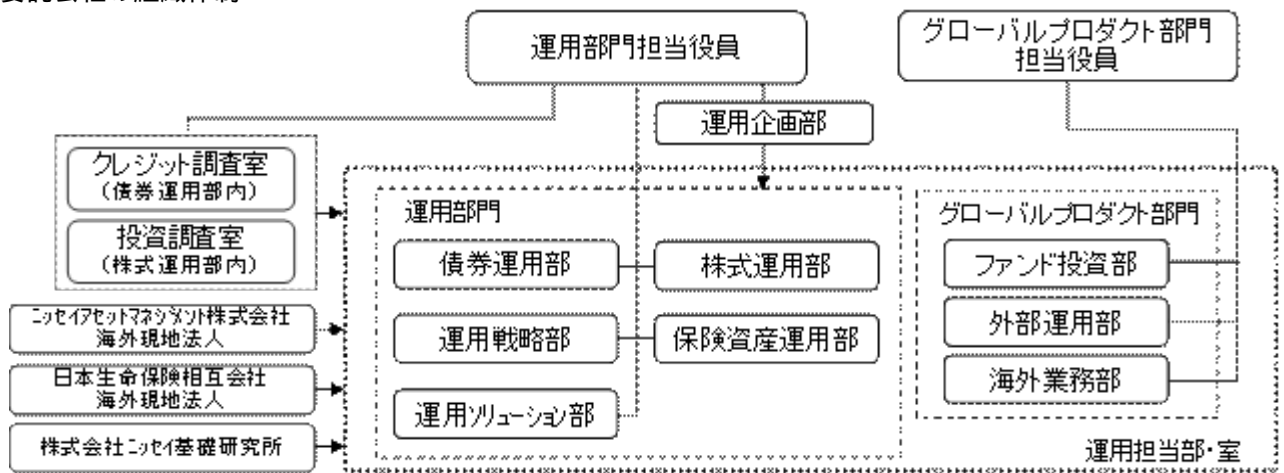 運用部門担当役員
グローバルプロダクト部門
担当役員
運用企画部
クレジット調査室
(債券運用部内)
投資調査室
(株式運用部内)
運用部門
債券運用部
株式運用部
運用戦略部
保険資産運用部
運用ソリューション部
グローバルプロダクト部門
ファンド投資部
外部運用部
海外業務部
ニッセイアセットマネジメント株式会社
海外現地法人
日本生命保険相互会社
海外現地法人
株式会社ニッセイ基礎研究所
運用担当部・室